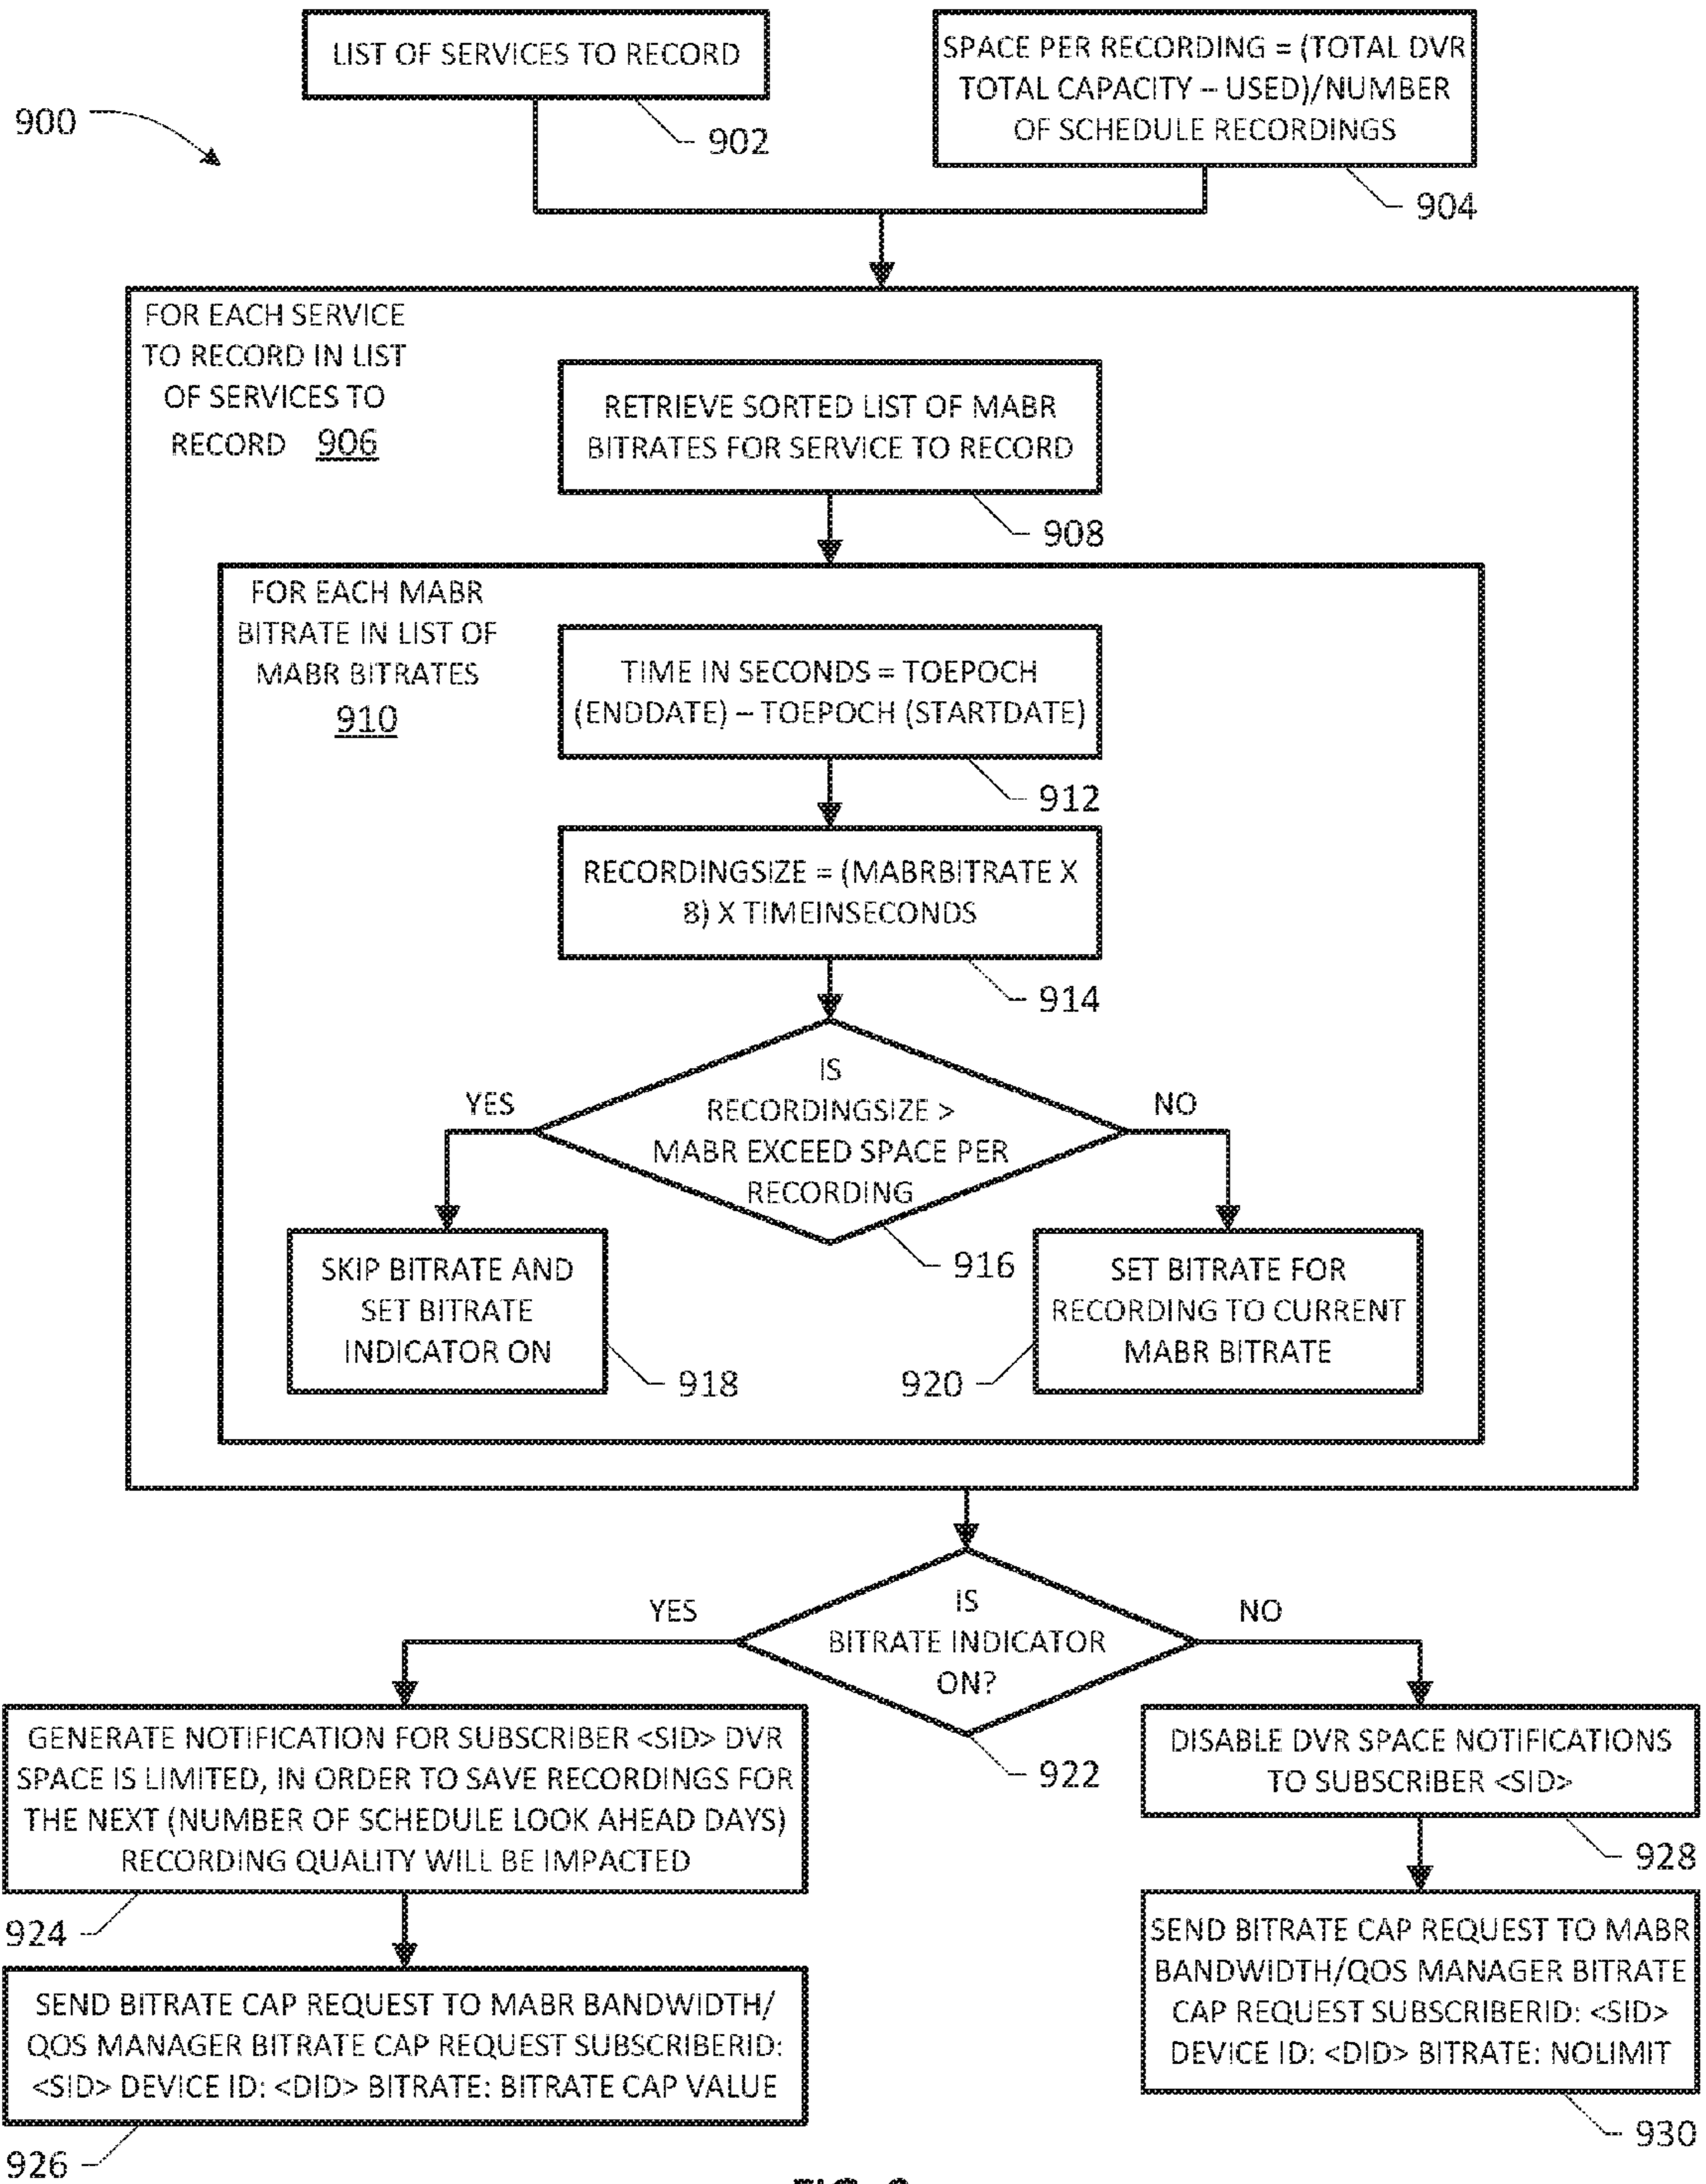 LIST OF SERVICES TO RECORD
902
SPACE PER RECORDING = (TOTAL DVR
TOTAL CAPACITY – USED)/NUMBER
OF SCHEDULE RECORDINGS
904
900
FOR EACH SERVICE
TO RECORD IN LIST
OF SERVICES TO
RECORD 906
RETRIEVE SORTED LIST OF MABR
BITRATES FOR SERVICE TO RECORD
908
FOR EACH MABR
BITRATE IN LIST OF
MABR BITRATES
910
TIME IN SECONDS = TOEPOCH
(ENDDATE) – TOEPOCH (STARTDATE)
912
RECORDINGSIZE = (MABRBITRATE X
8) X TIMEINSECONDS
914
IS
RECORDINGSIZE >
MABR EXCEED SPACE PER
RECORDING
916
YES
NO
SKIP BITRATE AND
SET BITRATE
INDICATOR ON
918
SET BITRATE FOR
RECORDING TO CURRENT
MABR BITRATE
920
IS
BITRATE INDICATOR
ON?
922
YES
NO
GENERATE NOTIFICATION FOR SUBSCRIBER <SID> DVR
SPACE IS LIMITED, IN ORDER TO SAVE RECORDINGS FOR
THE NEXT (NUMBER OF SCHEDULE LOOK AHEAD DAYS)
RECORDING QUALITY WILL BE IMPACTED
924
SEND BITRATE CAP REQUEST TO MABR BANDWIDTH/
QOS MANAGER BITRATE CAP REQUEST SUBSCRIBERID:
<SID> DEVICE ID: <DID> BITRATE: BITRATE CAP VALUE
926
DISABLE DVR SPACE NOTIFICATIONS
TO SUBSCRIBER <SID>
928
SEND BITRATE CAP REQUEST TO MABR
BANDWIDTH/QOS MANAGER BITRATE
CAP REQUEST SUBSCRIBERID: <SID>
DEVICE ID: <DID> BITRATE: NOLIMIT
930